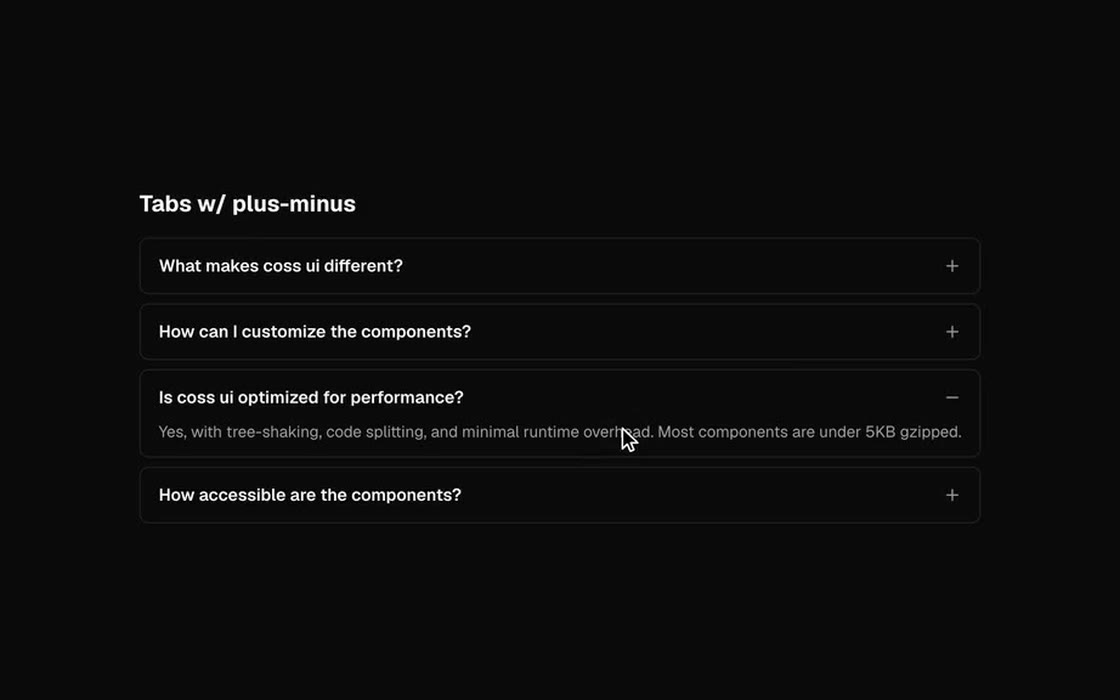 Tabs w/ plus-minus
What makes coss ui different?
How can I customize the components?
Is coss ui optimized for performance?
Yes, with tree-shaking, code splitting, and minimal runtime overhead. Most components are under 5KB gzipped.
How accessible are the components?